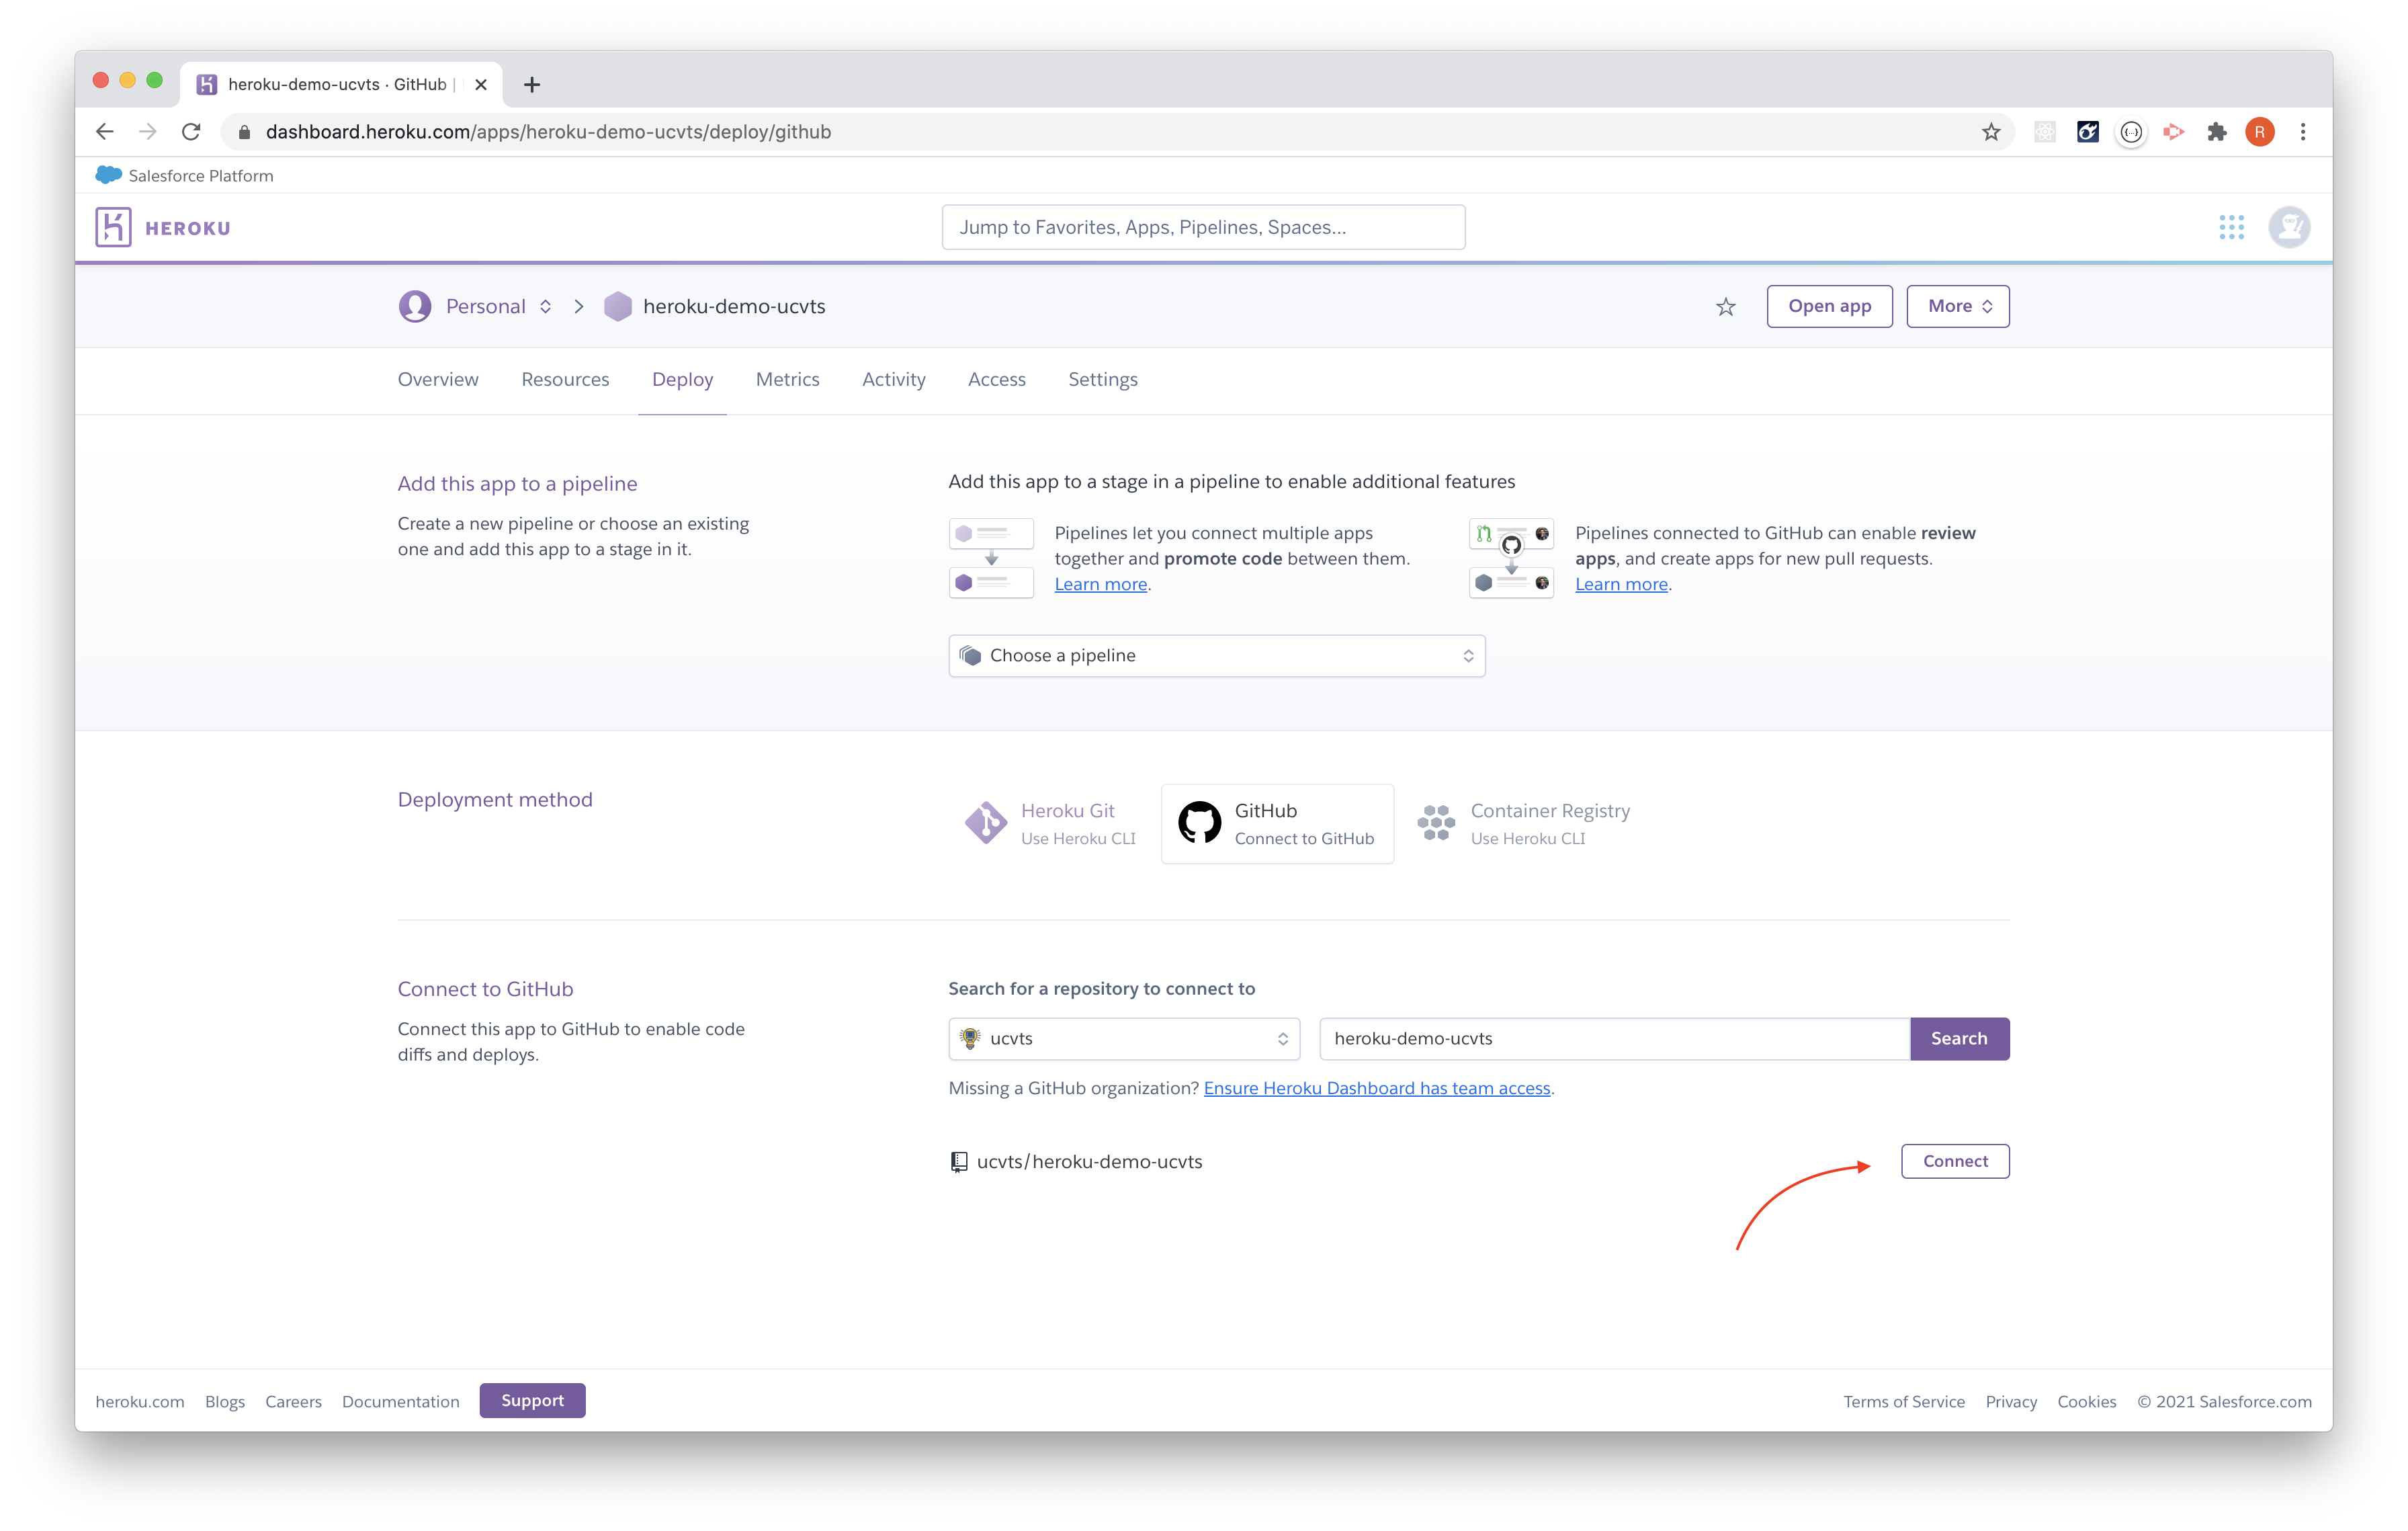 heroku-demo-ucvts · GitHub |
dashboard.heroku.com/apps/heroku-demo-ucvts/deploy/github
R
Salesforce Platform
HEROKU
Jump to Favorites, Apps, Pipelines, Spaces...
Personal
heroku-demo-ucvts
Open app
More
Overview
Resources
Deploy
Metrics
Activity
Access
Settings
Add this app to a pipeline
Create a new pipeline or choose an existing
one and add this app to a stage in it.
Add this app to a stage in a pipeline to enable additional features
Pipelines let you connect multiple apps
together and promote code between them.
Learn more.
Pipelines connected to GitHub can enable review
apps, and create apps for new pull requests.
Learn more.
Choose a pipeline
Deployment method
Heroku Git
Use Heroku CLI
GitHub
Connect to GitHub
Container Registry
Use Heroku CLI
Connect to GitHub
Connect this app to GitHub to enable code
diffs and deploys.
Search for a repository to connect to
ucvts
heroku-demo-ucvts
Search
Missing a GitHub organization? Ensure Heroku Dashboard has team access.
ucvts/heroku-demo-ucvts
Connect
heroku.com
Blogs
Careers
Documentation
Support
Terms of Service
Privacy
Cookies
© 2021 Salesforce.com